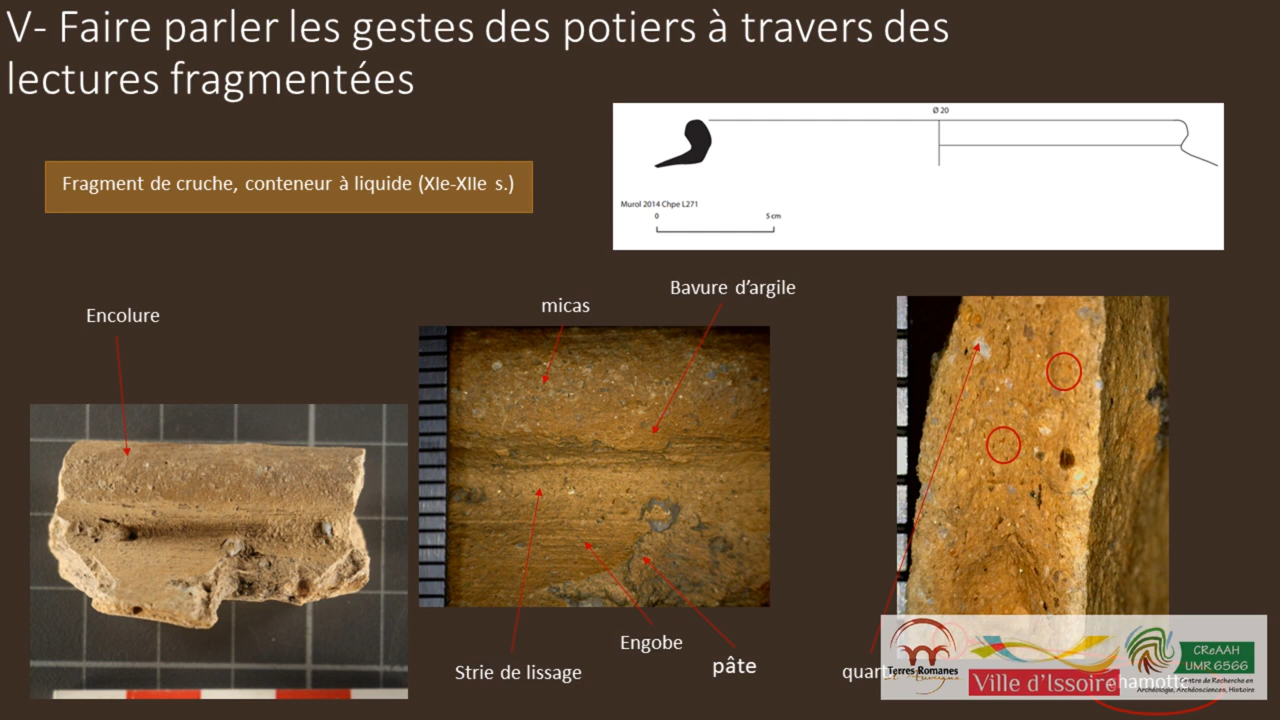 V- Faire parler les gestes des potiers à travers des
lectures fragmentées
Ø 20
Fragment de cruche, conteneur à liquide (XIe-XIIe s.)
Murol 2014 Chpe L271
0 5 cm
Bavure d'argile
micas
Encolure
Engobe
pâte
Strie de lissage
Terres Romanes
d'Auvergne
Ville d'Issoire
CReAAH
UMR 6566
Centre de Recherche en
Archéologie, Archéosciences, Histoire